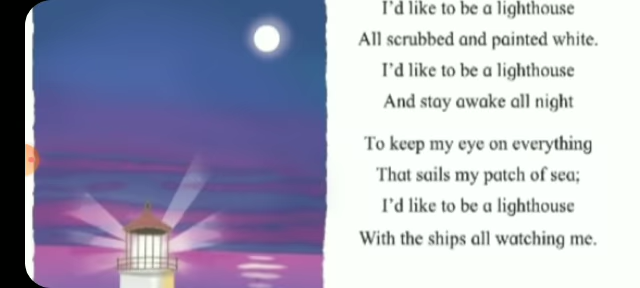 I'd like to be a lighthouse
All scrubbed and painted white.
I'd like to be a lighthouse
And stay awake all night
To keep my eye on everything
That sails my patch of sea;
I'd like to be a lighthouse
With the ships all watching me.